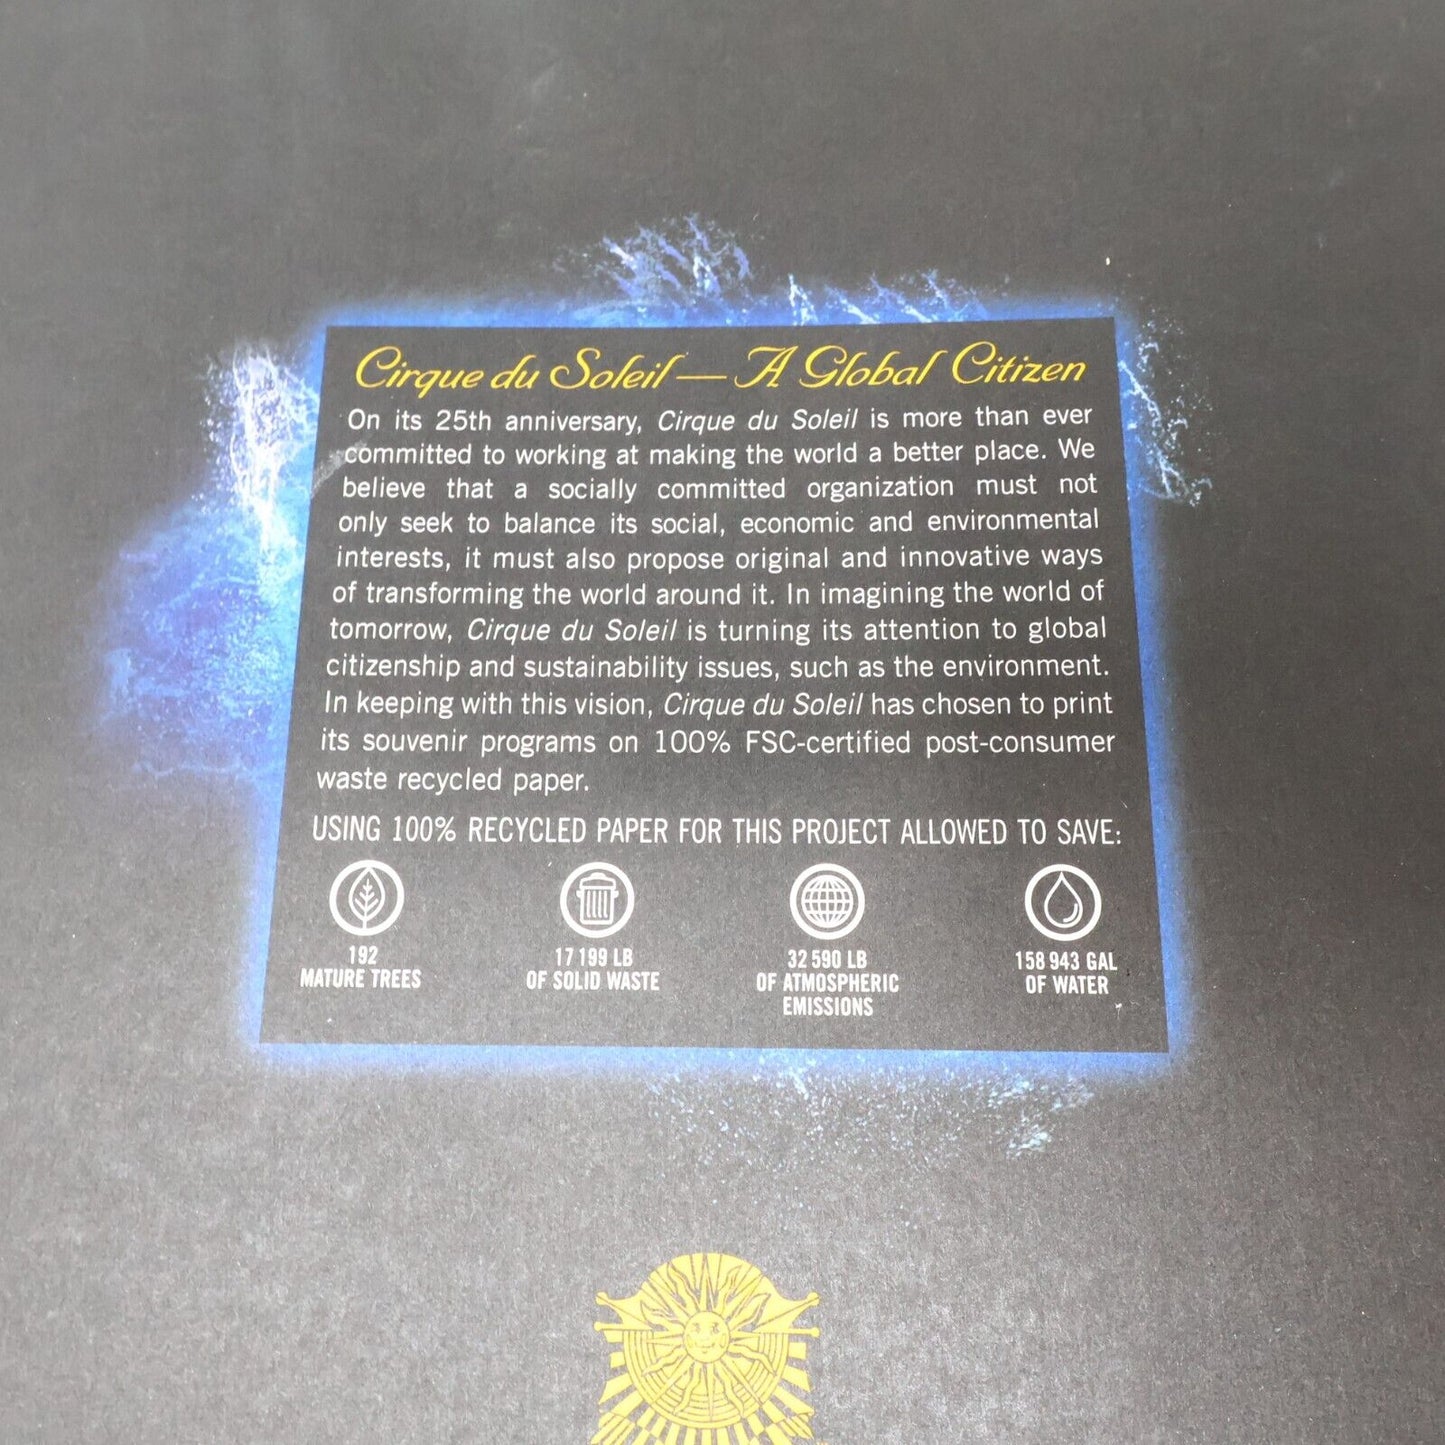 Cirque du Soleil — A Global Citizen
On its 25th anniversary, Cirque du Soleil is more than ever
committed to working at making the world a better place. We
believe that a socially committed organization must not
only seek to balance its social, economic and environmental
interests, it must also propose original and innovative ways
of transforming the world around it. In imagining the world of
tomorrow, Cirque du Soleil is turning its attention to global
citizenship and sustainability issues, such as the environment.
In keeping with this vision, Cirque du Soleil has chosen to print
its souvenir programs on 100% FSC-certified post-consumer
waste recycled paper.
USING 100% RECYCLED PAPER FOR THIS PROJECT ALLOWED TO SAVE:
192
MATURE TREES
17 199 LB
OF SOLID WASTE
32 590 LB
OF ATMOSPHERIC
EMISSIONS
158 943 GAL
OF WATER